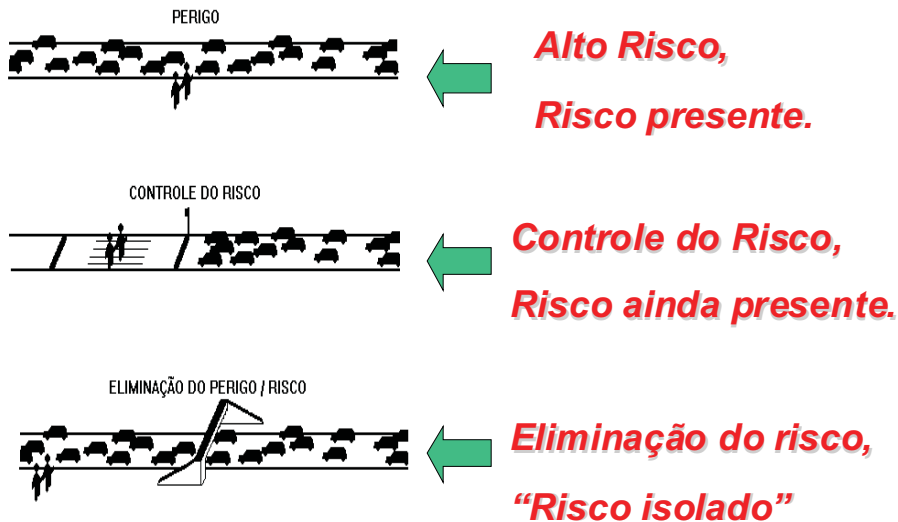 PERIGO
Alto Risco,
Risco presente.
CONTROLE DO RISCO
Controle do Risco,
Risco ainda presente.
ELIMINAÇÃO DO PERIGO / RISCO
Eliminação do risco,
“Risco isolado”